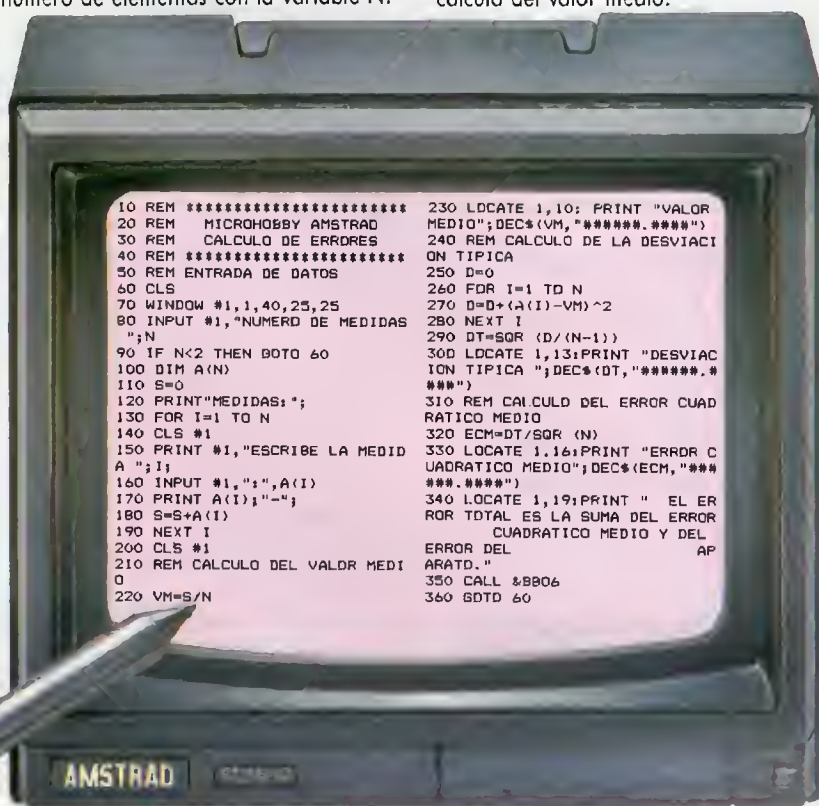 número de elementos con la variable N.
cálculo del valor medio.
10 REM ************************
20 REM    MICROHOBBY AMSTRAD
30 REM    CALCULO DE ERRORES
40 REM ************************
50 REM ENTRADA DE DATOS
60 CLS
70 WINDOW #1,1,40,25,25
80 INPUT #1,"NUMERO DE MEDIDAS
 ";N
90 IF N<2 THEN GOTO 60
100 DIM A(N)
110 S=0
120 PRINT"MEDIDAS:";
130 FOR I=1 TO N
140 CLS #1
150 PRINT #1,"ESCRIBE LA MEDID
A ";I;
160 INPUT #1,":",A(I)
170 PRINT A(I);"-";
180 S=S+A(I)
190 NEXT I
200 CLS #1
210 REM CALCULO DEL VALOR MEDI
O
220 VM=S/N
230 LOCATE 1,10: PRINT "VALOR
MEDIO";DEC$(VM,"######.####")
240 REM CALCULO DE LA DESVIACI
ON TIPICA
250 D=0
260 FOR I=1 TO N
270 D=D+(A(I)-VM)^2
280 NEXT I
290 DT=SQR (D/(N-1))
300 LOCATE 1,13:PRINT "DESVIAC
ION TIPICA ";DEC$(DT,"######.#
###")
310 REM CALCULO DEL ERROR CUAD
RATICO MEDIO
320 ECM=DT/SQR (N)
330 LOCATE 1,16:PRINT "ERROR C
UADRATICO MEDIO";DEC$(ECM,"###
###.####")
340 LOCATE 1,19:PRINT "  EL ER
ROR TOTAL ES LA SUMA DEL ERROR
       CUADRATICO MEDIO Y DEL
ERROR DEL                   AP
ARATO."
350 CALL &BB06
360 GOTO 60
AMSTRAD